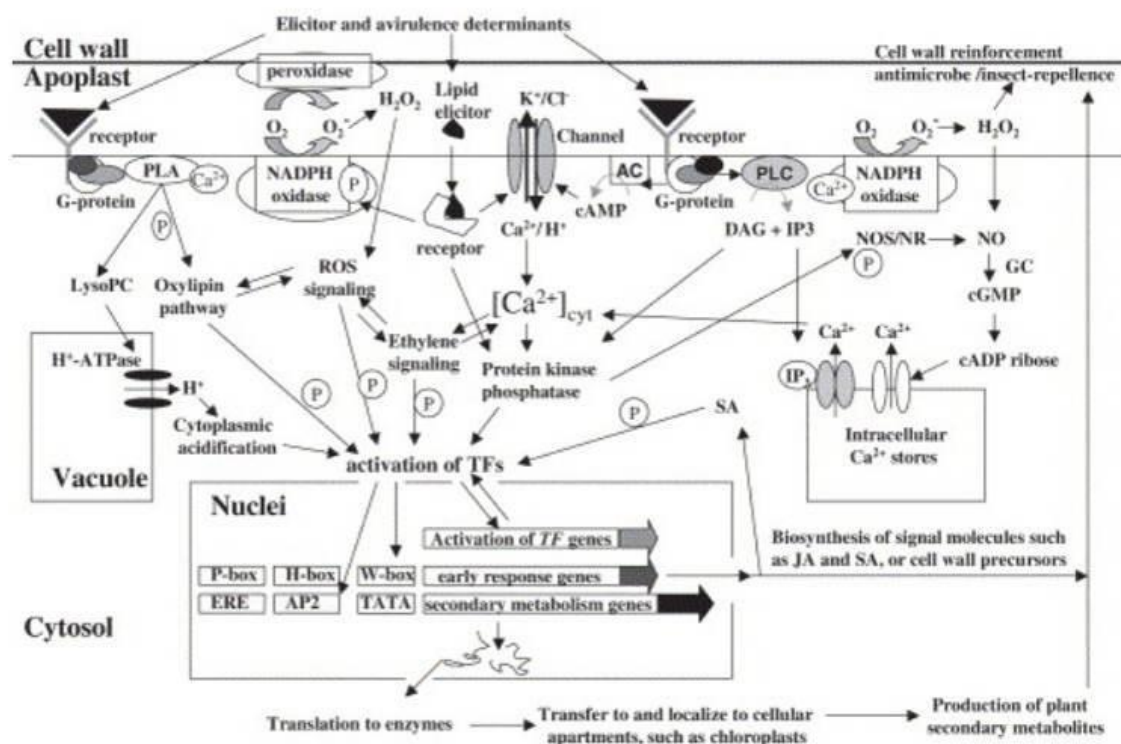 Elicitor and avirulence determinants
Cell wall
Apoplast
Cell wall reinforcement
antimicrobe /insect-repellence
peroxidase
H₂O₂
Lipid
elicitor
K⁺/Cl⁻
Channel
receptor
O₂ O₂⁻
receptor
O₂ O₂⁻ H₂O₂
PLA
Ca²⁺
NADPH
oxidase
P
AC
PLC
Ca²⁺
NADPH
oxidase
G-protein
cAMP
G-protein
receptor
Ca²⁺/H⁺
DAG + IP3
NOS/NR
NO
P
P
GC
cGMP
LysoPC
Oxylipin
pathway
ROS
signaling
[Ca²⁺]cyt
Ethylene
signaling
Ca²⁺ Ca²⁺
cADP ribose
H⁺-ATPase
H⁺
Protein kinase
phosphatase
IP₃
P
P
P
P
SA
Cytoplasmic
acidification
Intracellular
Ca²⁺ stores
Vacuole
activation of TFs
Nuclei
Activation of TF genes
Biosynthesis of signal molecules such
as JA and SA, or cell wall precursors
P-box H-box W-box early response genes
ERE AP2 TATA secondary metabolism genes
Cytosol
Translation to enzymes
Transfer to and localize to cellular
apartments, such as chloroplasts
Production of plant
secondary metabolites